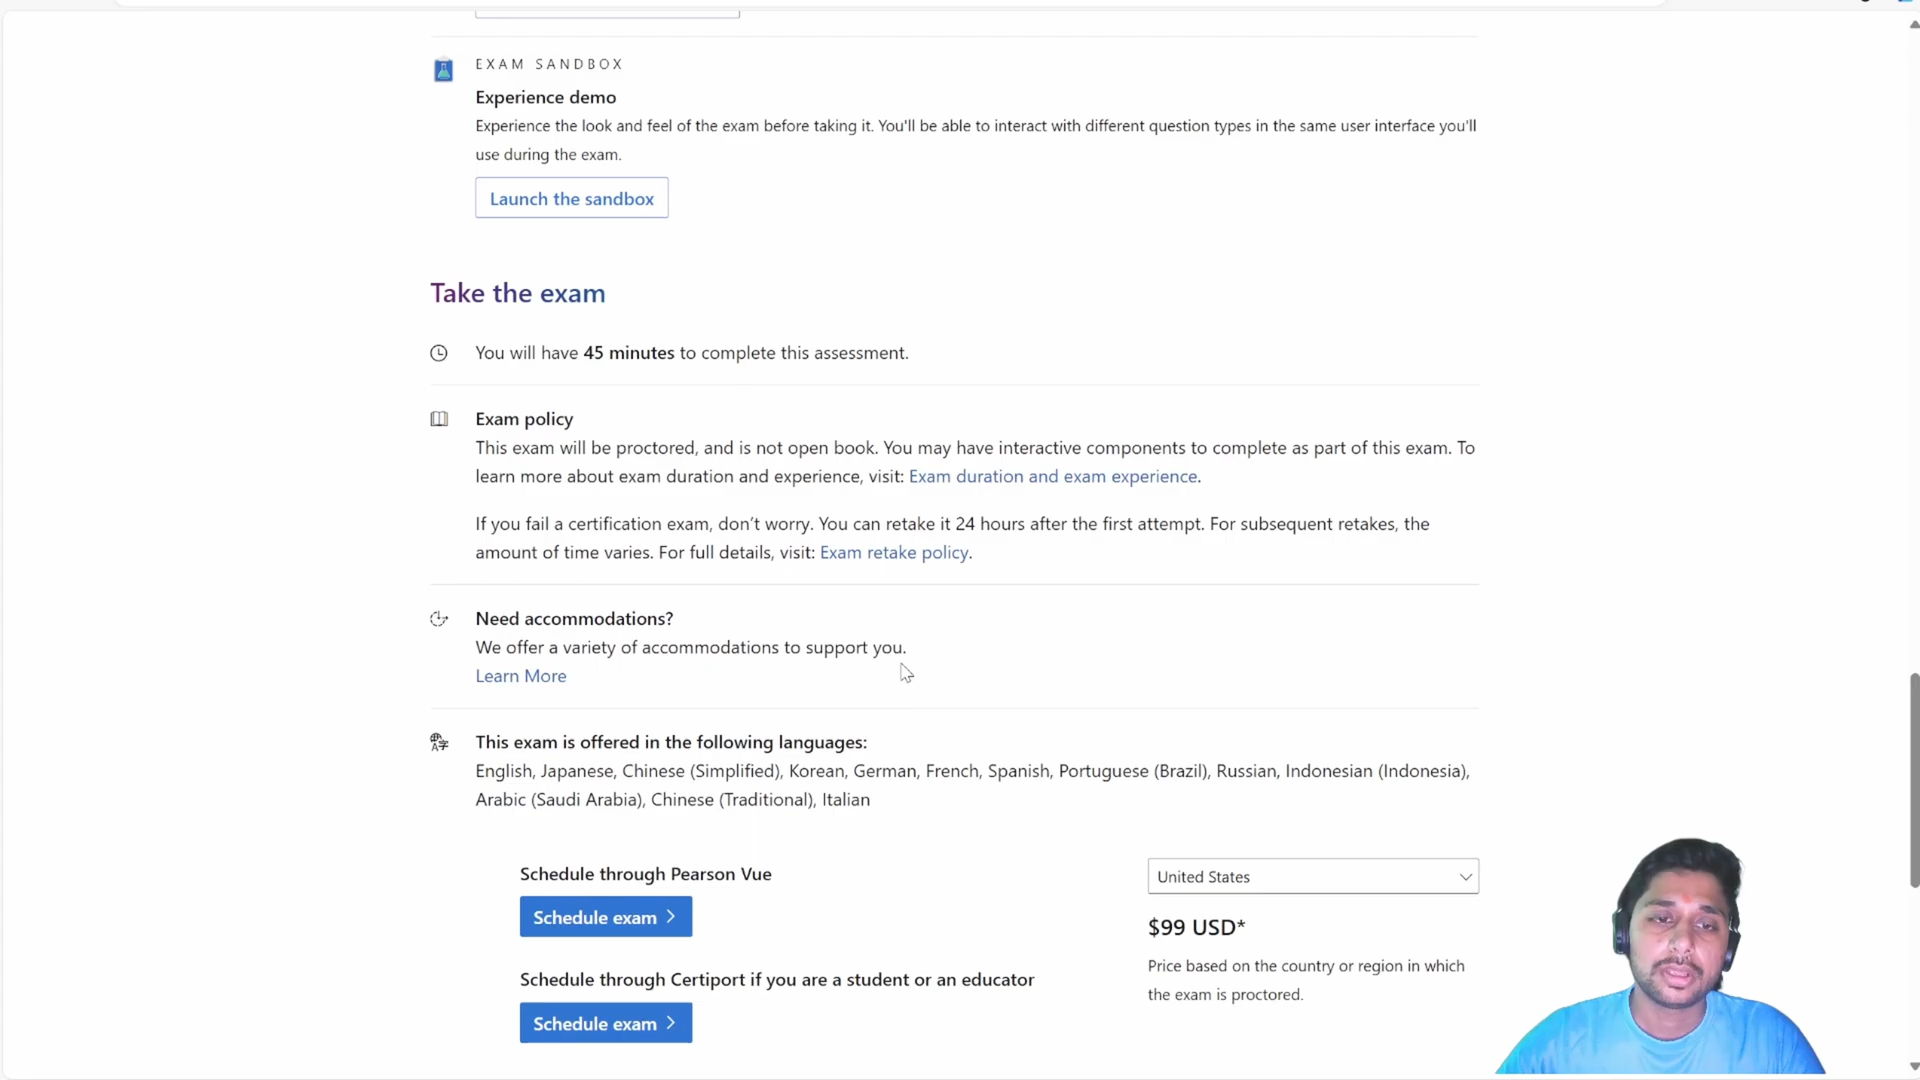 EXAM SANDBOX
Experience demo
Experience the look and feel of the exam before taking it. You'll be able to interact with different question types in the same user interface you'll
use during the exam.
Launch the sandbox
Take the exam
You will have 45 minutes to complete this assessment.
Exam policy
This exam will be proctored, and is not open book. You may have interactive components to complete as part of this exam. To
learn more about exam duration and experience, visit: Exam duration and exam experience.
If you fail a certification exam, don’t worry. You can retake it 24 hours after the first attempt. For subsequent retakes, the
amount of time varies. For full details, visit: Exam retake policy.
Need accommodations?
We offer a variety of accommodations to support you.
Learn More
This exam is offered in the following languages:
English, Japanese, Chinese (Simplified), Korean, German, French, Spanish, Portuguese (Brazil), Russian, Indonesian (Indonesia),
Arabic (Saudi Arabia), Chinese (Traditional), Italian
Schedule through Pearson Vue
Schedule exam
United States
$99 USD*
Price based on the country or region in which
the exam is proctored.
Schedule through Certiport if you are a student or an educator
Schedule exam